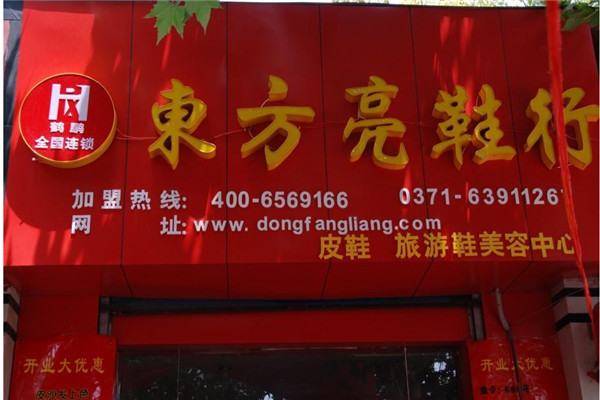 鹤鹏
全国连锁
東方亮鞋行
加盟热线: 400-6569166 0371-6391126
网址:www.dongfangliang.com
皮鞋 旅游鞋美容中心
开业大优惠
开业大优惠